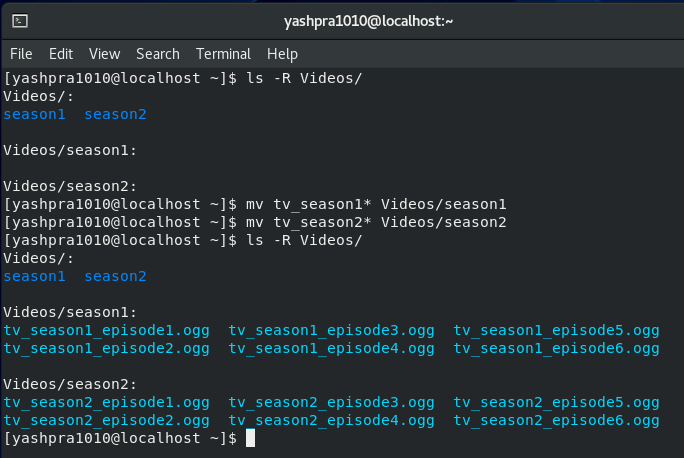 yashpra1010@localhost:~
File Edit View Search Terminal Help
[yashpra1010@localhost ~]$ ls -R Videos/
Videos/:
season1  season2

Videos/season1:

Videos/season2:
[yashpra1010@localhost ~]$ mv tv_season1* Videos/season1
[yashpra1010@localhost ~]$ mv tv_season2* Videos/season2
[yashpra1010@localhost ~]$ ls -R Videos/
Videos/:
season1  season2

Videos/season1:
tv_season1_episode1.ogg  tv_season1_episode3.ogg  tv_season1_episode5.ogg
tv_season1_episode2.ogg  tv_season1_episode4.ogg  tv_season1_episode6.ogg

Videos/season2:
tv_season2_episode1.ogg  tv_season2_episode3.ogg  tv_season2_episode5.ogg
tv_season2_episode2.ogg  tv_season2_episode4.ogg  tv_season2_episode6.ogg
[yashpra1010@localhost ~]$